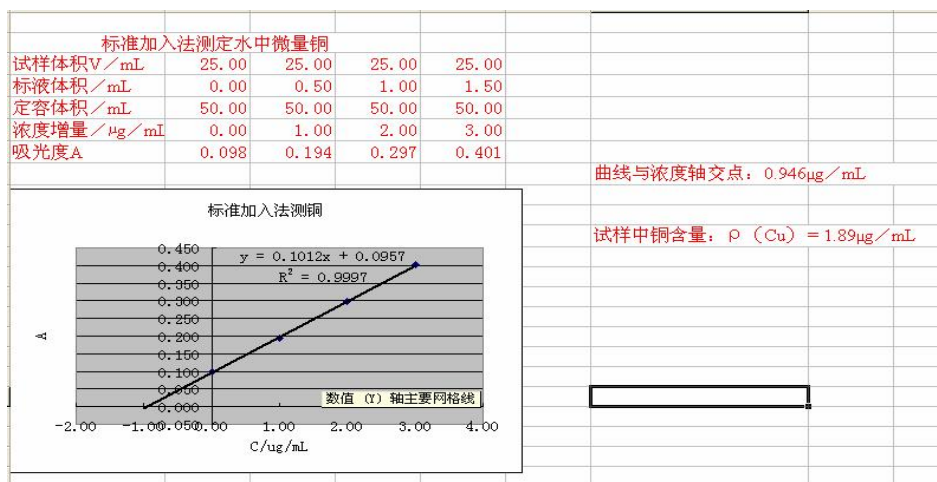 标准加入法测定水中微量铜
试样体积V／mL 25.00 25.00 25.00 25.00
标液体积／mL 0.00 0.50 1.00 1.50
定容体积／mL 50.00 50.00 50.00 50.00
浓度增量／μg／mL 0.00 1.00 2.00 3.00
吸光度A 0.098 0.194 0.297 0.401
曲线与浓度轴交点：0.946μg／mL
试样中铜含量：ρ（Cu）＝1.89μg／mL
标准加入法测铜
y = 0.1012x + 0.0957
R² = 0.9997
0.450
0.400
0.350
0.300
0.250
0.200
0.150
0.100
0.050
0.000
-0.050
A
数值（Y）轴主要网格线
-2.00 -1.00 0.00 1.00 2.00 3.00 4.00
C/ug/mL